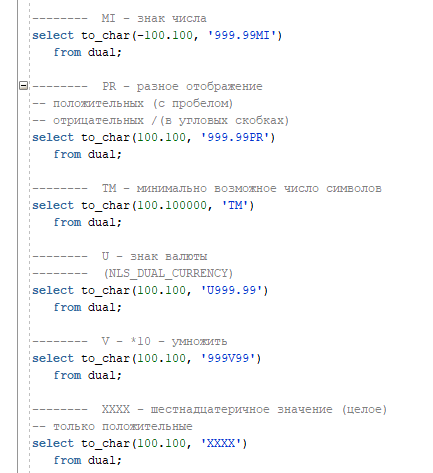 -------- MI - знак числа
select to_char(-100.100, '999.99MI')
from dual;
-------- PR - разное отображение
-- положительных (с пробелом)
-- отрицательных /(в угловых скобках)
select to_char(100.100, '999.99PR')
from dual;
-------- TM - минимально возможное число символов
select to_char(100.100000, 'TM')
from dual;
-------- U - знак валюты
-------- (NLS_DUAL_CURRENCY)
select to_char(100.100, 'U999.99')
from dual;
-------- V - *10 - умножить
select to_char(100.100, '999V99')
from dual;
-------- XXXX - шестнадцатеричное значение (целое)
-- только положительные
select to_char(100.100, 'XXXX')
from dual;